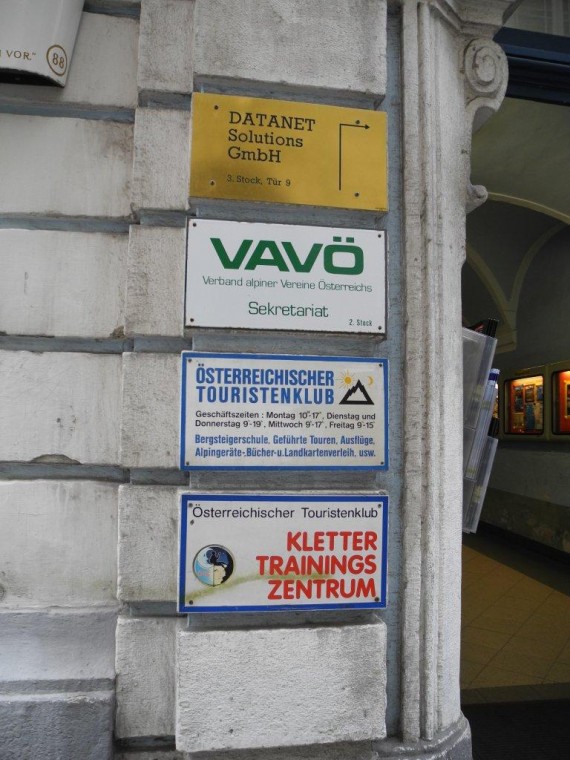 VOR."
88
DATANET
Solutions
GmbH
3. Stock, Tür 9
VAVÖ
Verband alpiner Vereine Österreichs
Sekretariat
2. Stock
ÖSTERREICHISCHER
TOURISTENKLUB
Geschäftszeiten : Montag 10°-17°, Dienstag und
Donnerstag 9°-19°, Mittwoch 9°-17°, Freitag 9°-15°
Bergsteigerschule, Geführte Touren, Ausflüge,
Alpingeräte-,Bücher-u.Landkartenverleih, usw.
Österreichischer Touristenklub
KLETTER
TRAININGS
ZENTRUM